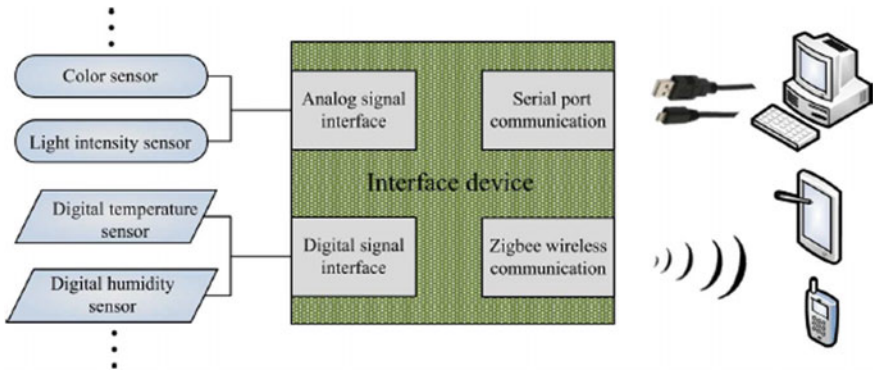 Color sensor
Light intensity sensor
Digital temperature
sensor
Digital humidity
sensor
Analog signal
interface
Serial port
communication
Interface device
Digital signal
interface
Zigbee wireless
communication